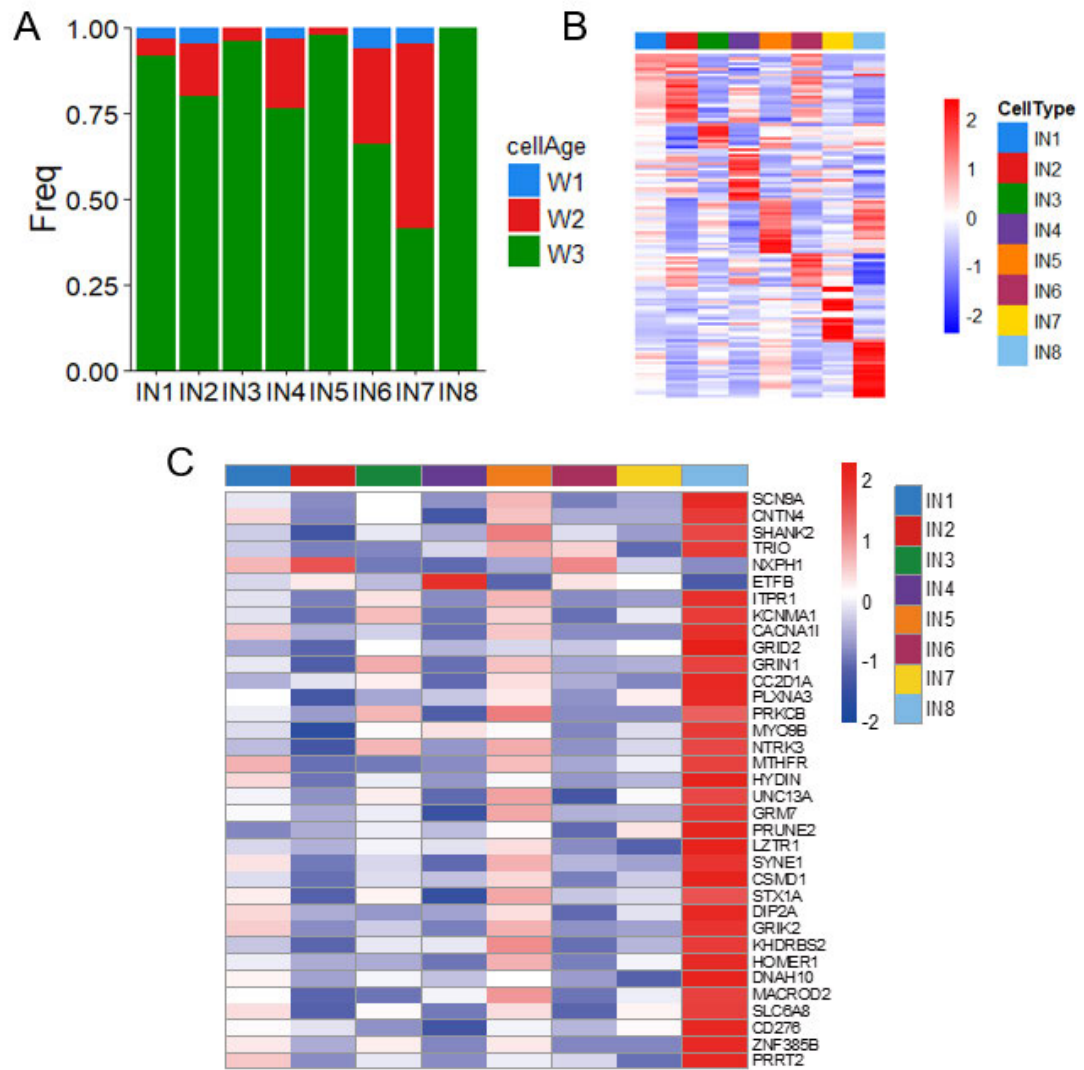 A
Freq
1.00
0.75
0.50
0.25
0.00
IN1 IN2 IN3 IN4 IN5 IN6 IN7 IN8
cellAge
W1
W2
W3
B
2
1
0
-1
-2
CellType
IN1
IN2
IN3
IN4
IN5
IN6
IN7
IN8
C
SCN9A
CNTN4
SHANK2
TRIO
NXPH1
ETFB
ITPR1
KCNMA1
CACNA1I
GRID2
GRIN1
CC2D1A
PLXNA3
PRKCB
MYO9B
NTRK3
MTHFR
HYDIN
UNC13A
GRM7
PRUNE2
LZTR1
SYNE1
CSMD1
STX1A
DIP2A
GRIK2
KHDRBS2
HOMER1
DNAH10
MACROD2
SLC6A8
CD276
ZNF385B
PRRT2
2
1
0
-1
-2
IN1
IN2
IN3
IN4
IN5
IN6
IN7
IN8